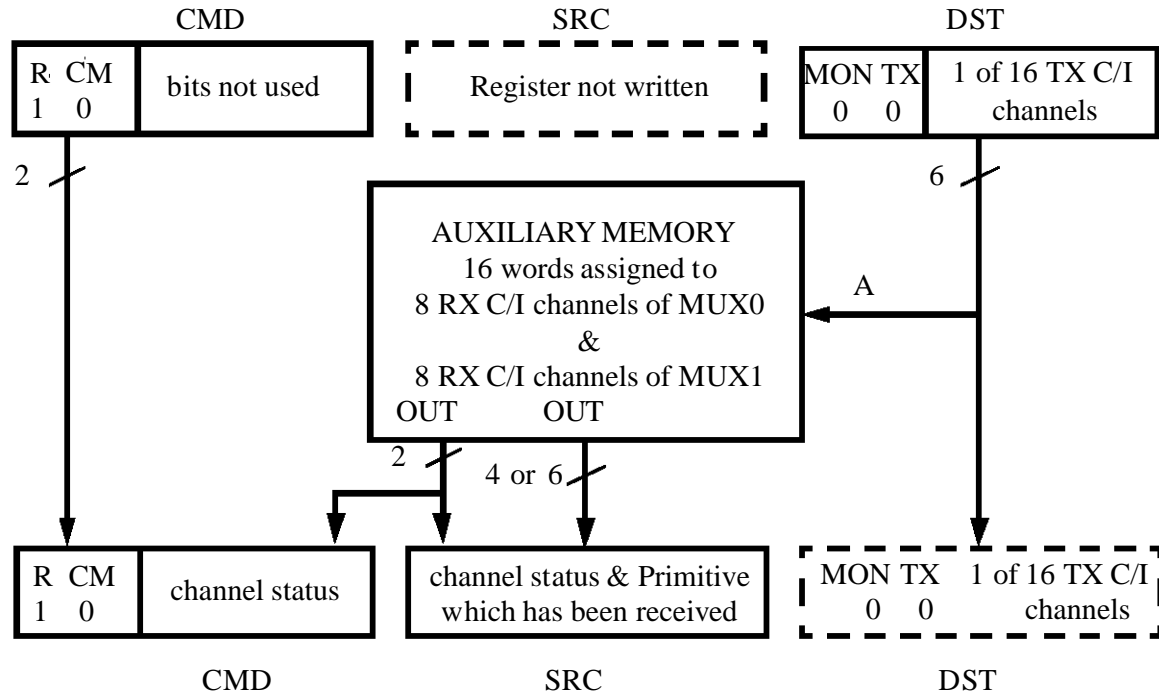 CMD
SRC
DST
R CM
1 0
bits not used
Register not written
MON TX
0 0
1 of 16 TX C/I
channels
2
6
AUXILIARY MEMORY
16 words assigned to
8 RX C/I channels of MUX0
&
8 RX C/I channels of MUX1
OUT OUT
A
2
4 or 6
R CM
1 0
channel status
channel status & Primitive
which has been received
MON TX
0 0
1 of 16 TX C/I
channels
CMD
SRC
DST